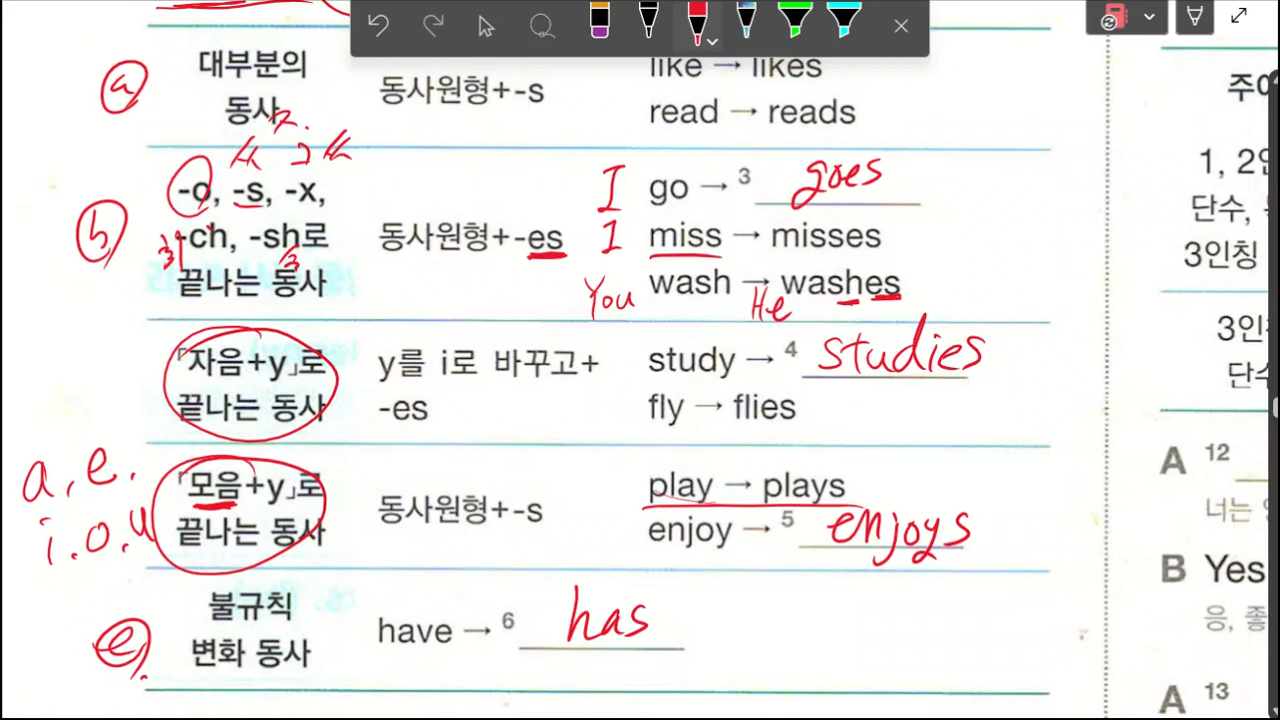 ⓐ 대부분의 동사 동사원형+-s like → likes
read → reads
ⓑ -o, -s, -x, -ch, -sh로 끝나는 동사 동사원형+-es I go → 3 goes
I miss → misses
You wash → He washes
「자음+y」로 끝나는 동사 y를 i로 바꾸고+ -es study → 4 studies
fly → flies
a, e. i. o. u
「모음+y」로 끝나는 동사 동사원형+-s play → plays
enjoy → 5 enjoys
ⓔ 불규칙 변화 동사 have → 6 has
1, 2인
단수,
3인칭
3인
단수
A 12
너는
B Yes
응, 좋
A 13